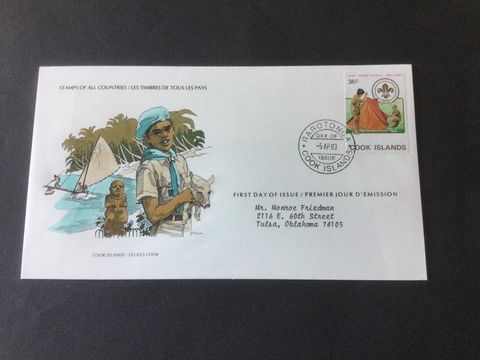 STAMPS OF ALL COUNTRIES / LES TIMBRES DE TOUS LES PAYS
36c
COOK ISLANDS
RAROTONGA
DAY OF
-5 AP 83
ISSUE
COOK ISLANDS
FIRST DAY OF ISSUE / PREMIER JOUR D'EMISSION
Mr. Monroe Friedman
2116 E. 60th Street
Tulsa, Oklahoma 74105
COOK ISLANDS / LES ILES COOK